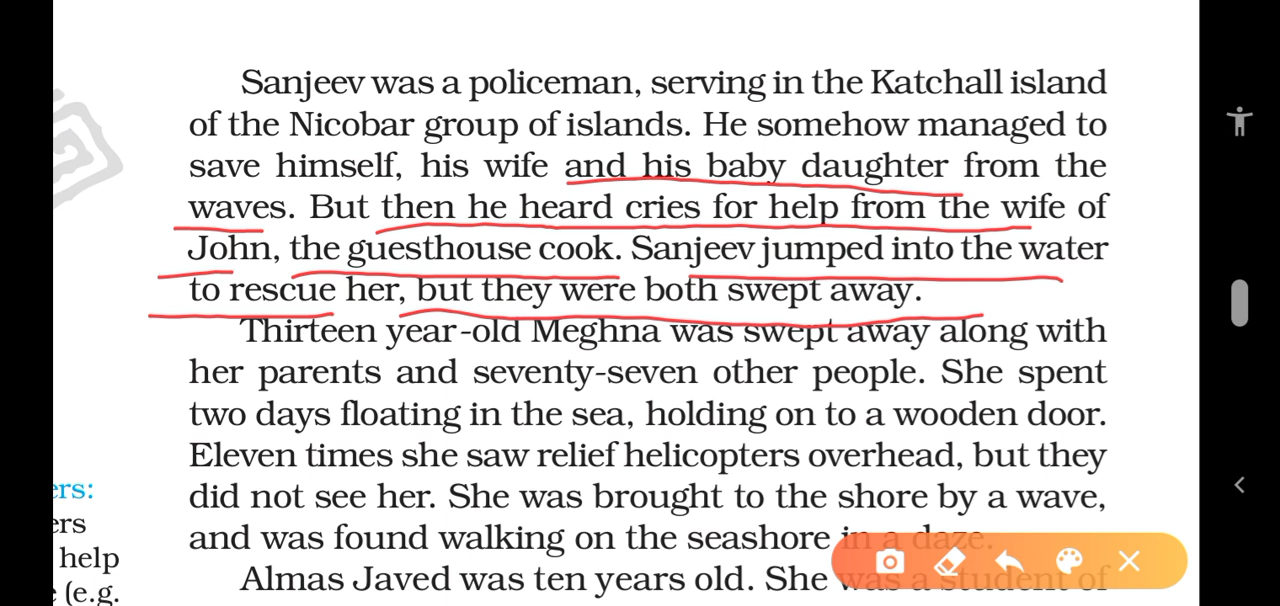 Sanjeev was a policeman, serving in the Katchall island
of the Nicobar group of islands. He somehow managed to
save himself, his wife and his baby daughter from the
waves. But then he heard cries for help from the wife of
John, the guesthouse cook. Sanjeev jumped into the water
to rescue her, but they were both swept away.
Thirteen year-old Meghna was swept away along with
her parents and seventy-seven other people. She spent
two days floating in the sea, holding on to a wooden door.
Eleven times she saw relief helicopters overhead, but they
did not see her. She was brought to the shore by a wave,
and was found walking on the seashore in a daze.
Almas Javed was ten years old. She was a student of
ers:
ers
help
(e.g.